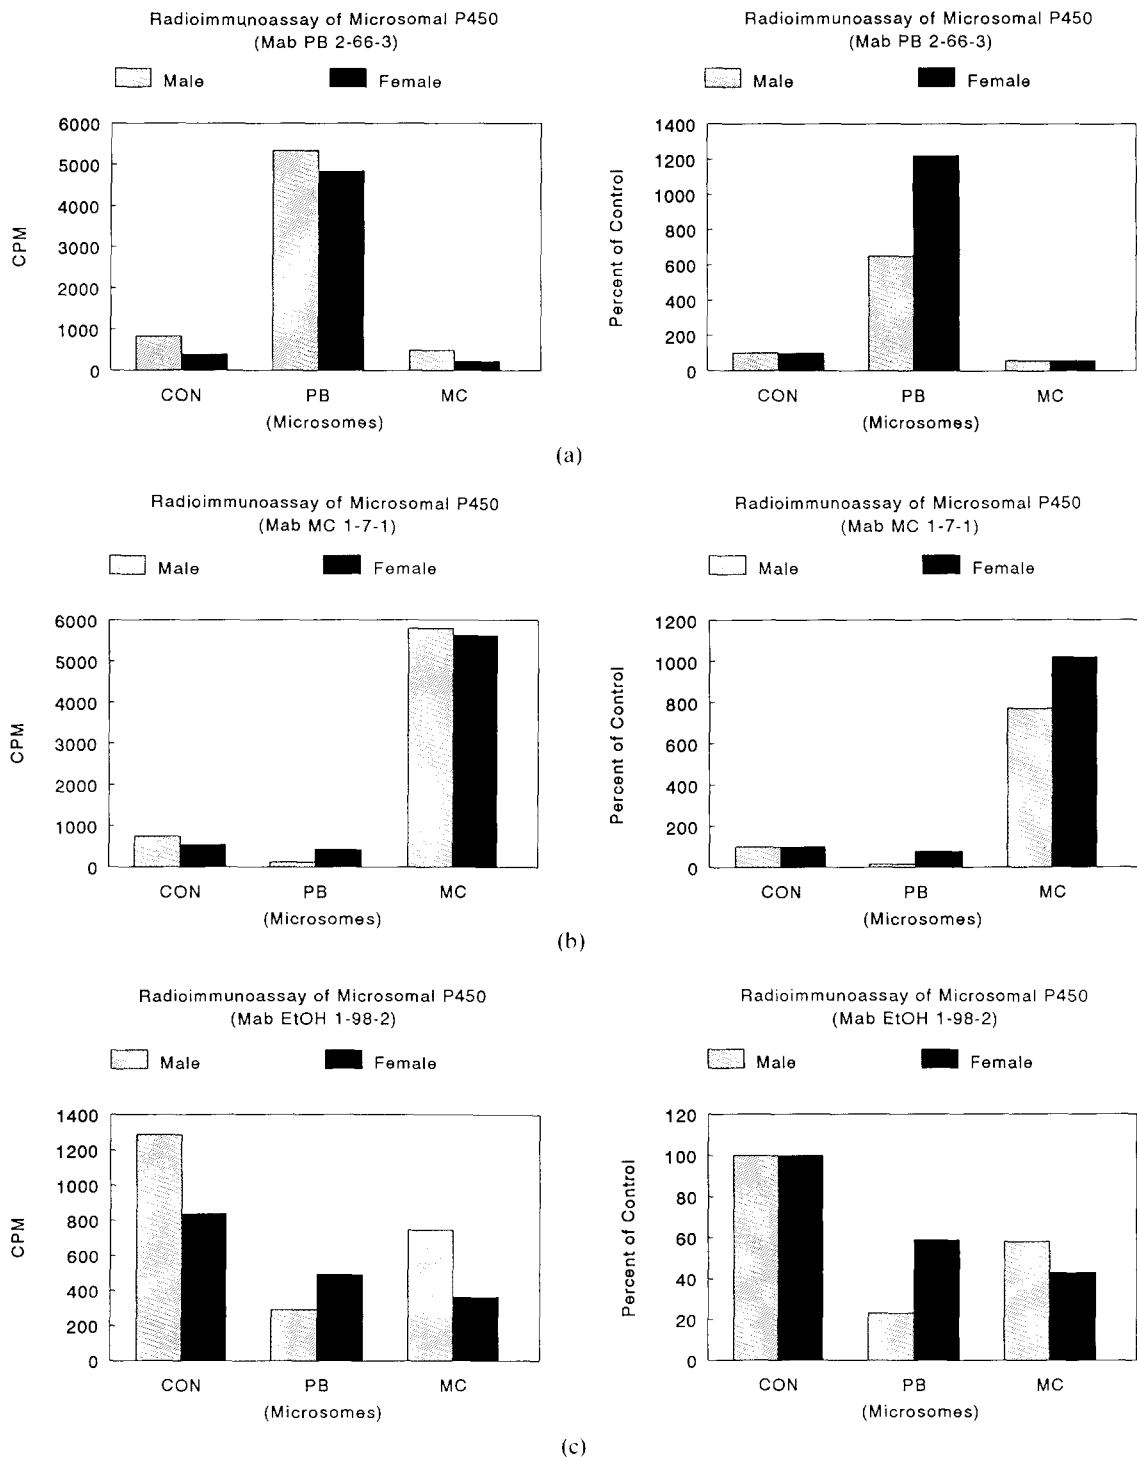 Radioimmunoassay of Microsomal P450
(Mab PB 2-66-3)
Male Female
6000
5000
4000
3000
2000
1000
0
CPM
CON PB MC
(Microsomes)
Radioimmunoassay of Microsomal P450
(Mab PB 2-66-3)
Male Female
1400
1200
1000
800
600
400
200
0
Percent of Control
CON PB MC
(Microsomes)
(a)
Radioimmunoassay of Microsomal P450
(Mab MC 1-7-1)
Male Female
6000
5000
4000
3000
2000
1000
0
CPM
CON PB MC
(Microsomes)
Radioimmunoassay of Microsomal P450
(Mab MC 1-7-1)
Male Female
1200
1000
800
600
400
200
0
Percent of Control
CON PB MC
(Microsomes)
(b)
Radioimmunoassay of Microsomal P450
(Mab EtOH 1-98-2)
Male Female
1400
1200
1000
800
600
400
200
0
CPM
CON PB MC
(Microsomes)
Radioimmunoassay of Microsomal P450
(Mab EtOH 1-98-2)
Male Female
120
100
80
60
40
20
0
Percent of Control
CON PB MC
(Microsomes)
(c)